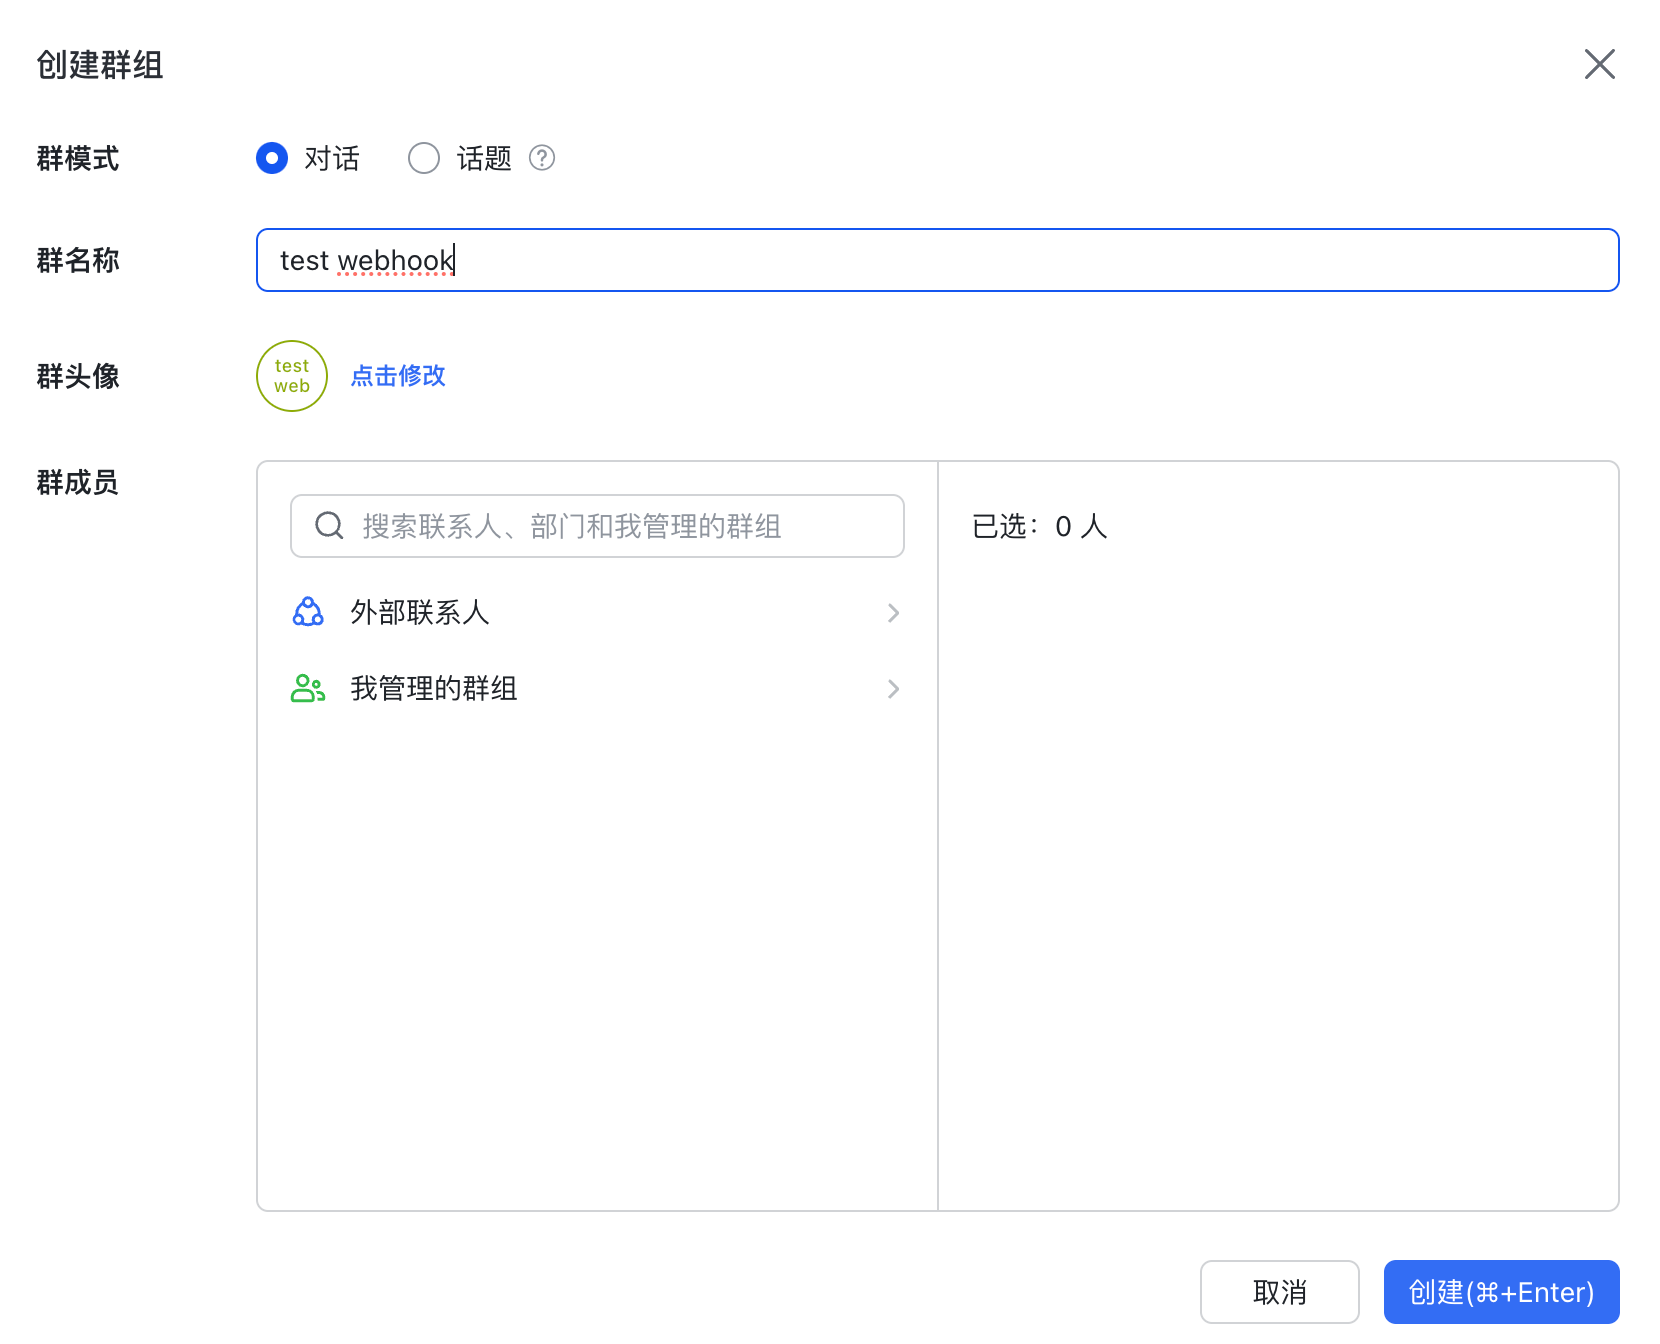 创建群组
群模式
对话
话题
?
群名称
test webhook
群头像
test
web
点击修改
群成员
搜索联系人、部门和我管理的群组
已选：0 人
外部联系人
我管理的群组
取消
创建(⌘+Enter)